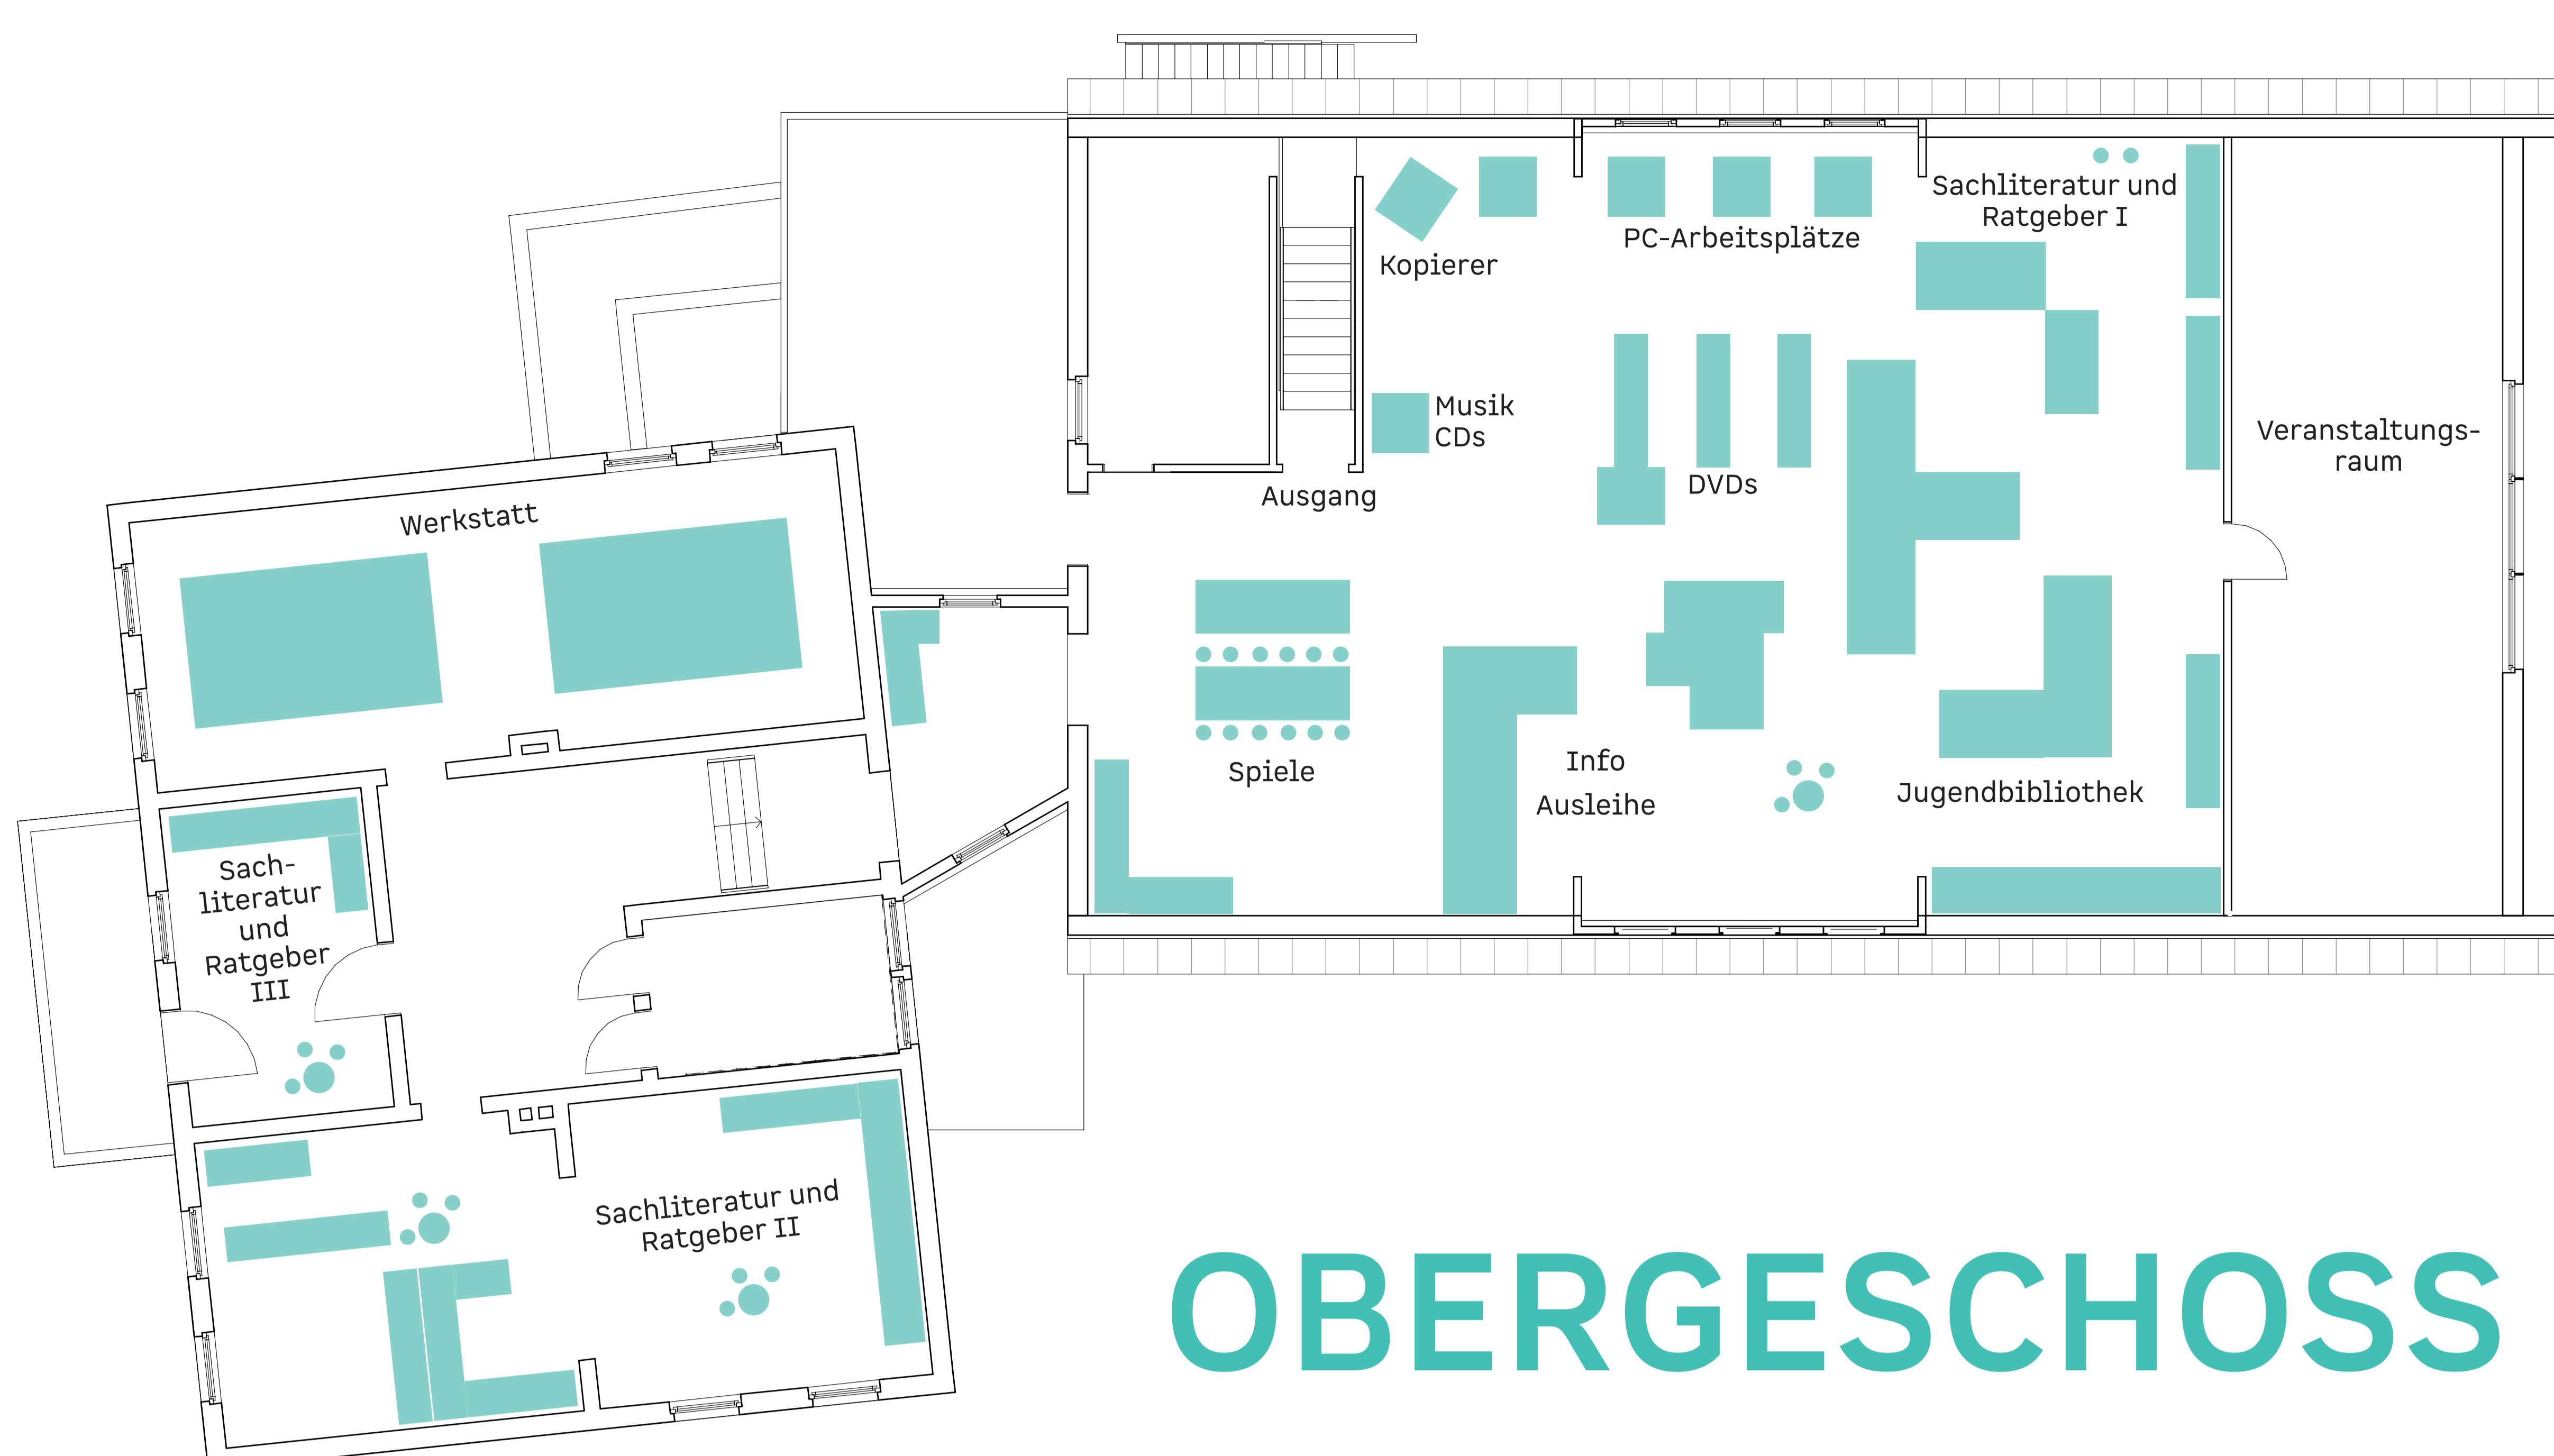 Sachliteratur und
Ratgeber I
PC-Arbeitsplätze
Kopierer
Musik
CDs
Veranstaltungs-
raum
DVDs
Ausgang
Werkstatt
Info
Ausleihe
Spiele
Jugendbibliothek
Sach-
literatur
und
Ratgeber
III
Sachliteratur und
Ratgeber II
OBERGESCHOSS